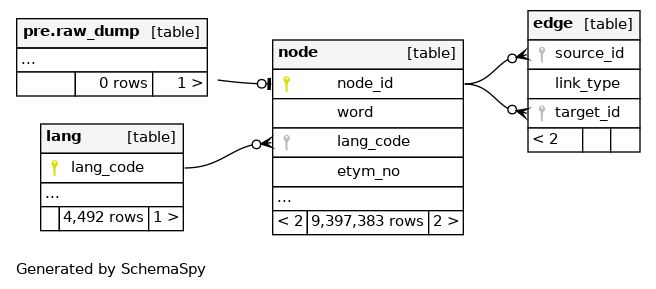 pre.raw_dump [table]
...
0 rows 1 >
lang [table]
lang_code
...
4,492 rows 1 >
node [table]
node_id
word
lang_code
etym_no
...
< 2 9,397,383 rows 2 >
edge [table]
source_id
link_type
target_id
< 2
Generated by SchemaSpy